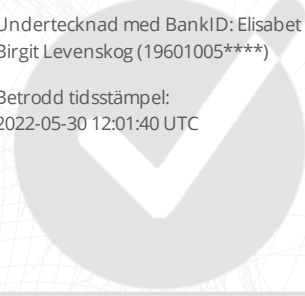 Undertecknad med BankID: Elisabet
Birgit Levenskog (19601005****)
Betrodd tidsstämpel:
2022-05-30 12:01:40 UTC